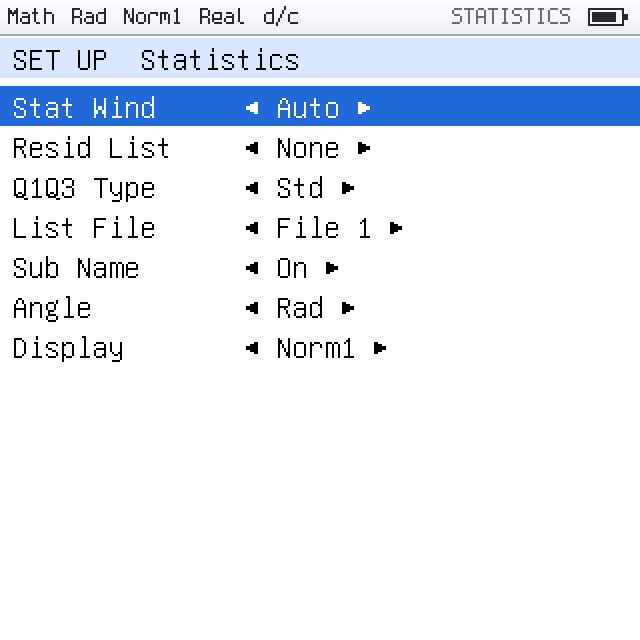 Math Rad Norm1 Real d/c STATISTICS
SET UP Statistics
Stat Wind ◄ Auto ►
Resid List ◄ None ►
Q1Q3 Type ◄ Std ►
List File ◄ File 1 ►
Sub Name ◄ On ►
Angle ◄ Rad ►
Display ◄ Norm1 ►